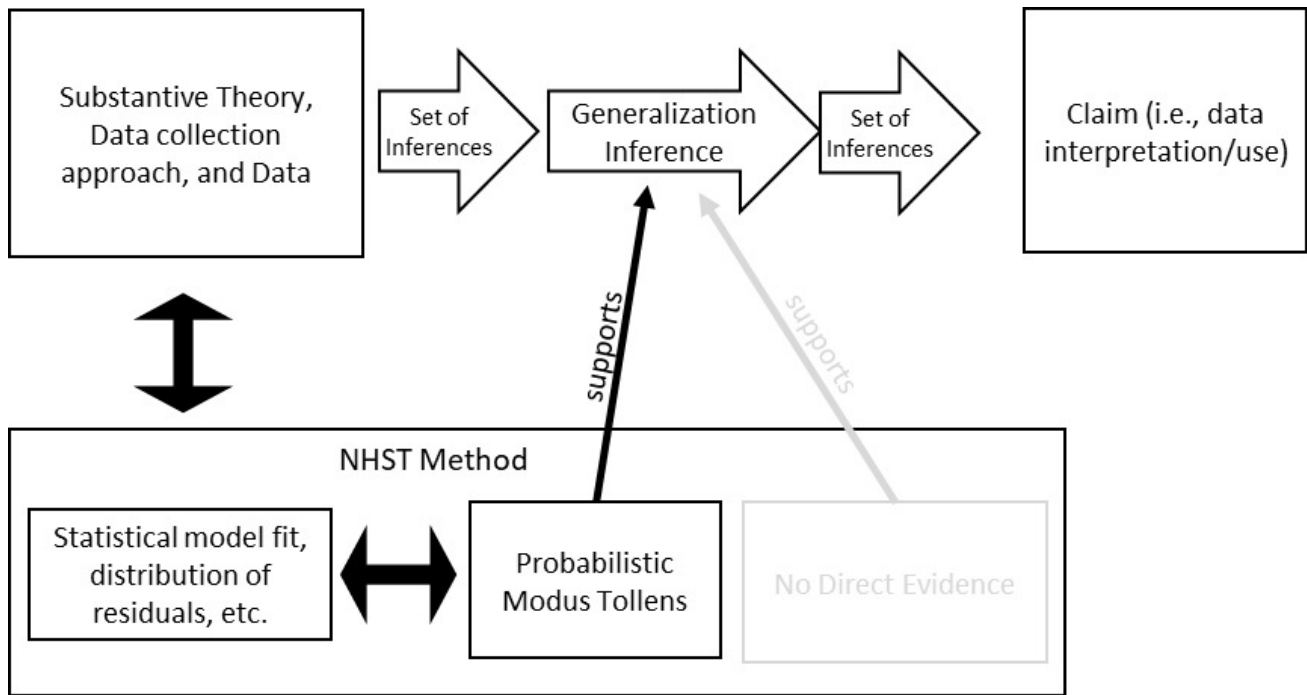 Substantive Theory,
Data collection
approach, and Data
Set of
Inferences
Generalization
Inference
Set of
Inferences
Claim (i.e., data
interpretation/use)
supports
supports
NHST Method
Statistical model fit,
distribution of
residuals, etc.
Probabilistic
Modus Tollens
No Direct Evidence